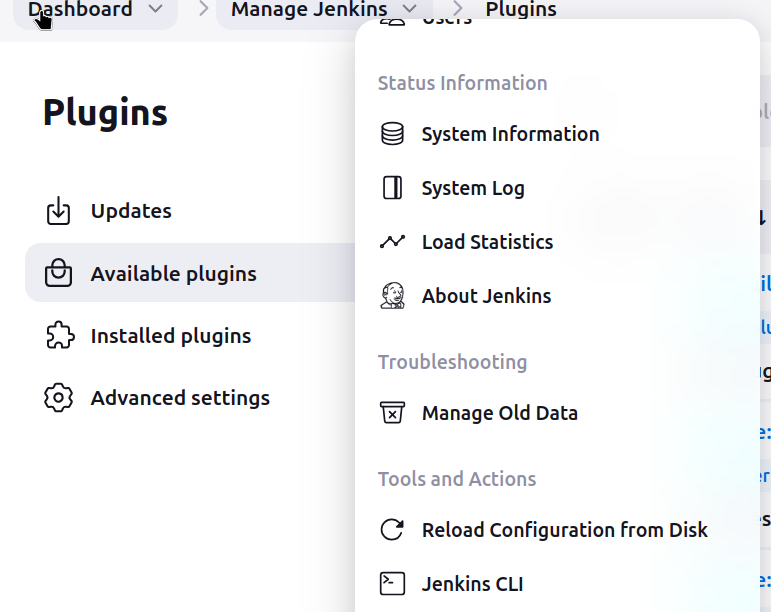 Dashboard
Manage Jenkins
Plugins
Plugins
Updates
Available plugins
Installed plugins
Advanced settings
Users
Status Information
System Information
System Log
Load Statistics
About Jenkins
Troubleshooting
Manage Old Data
Tools and Actions
Reload Configuration from Disk
Jenkins CLI